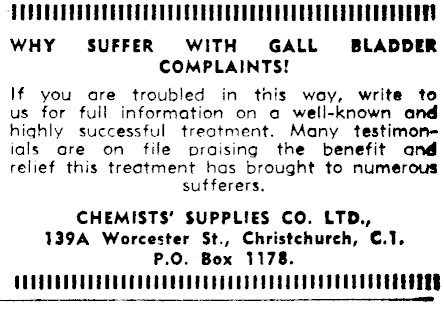 WHY SUFFER WITH GALL BLADDER
COMPLAINTS!
If you are troubled in this way, write to
us for full information on a well-known and
highly successful treatment. Many testimon-
ials are on file praising the benefit and
relief this treatment has brought to numerous
sufferers.
CHEMISTS' SUPPLIES CO. LTD.,
139A Worcester St., Christchurch, C.1.
P.O. Box 1178.